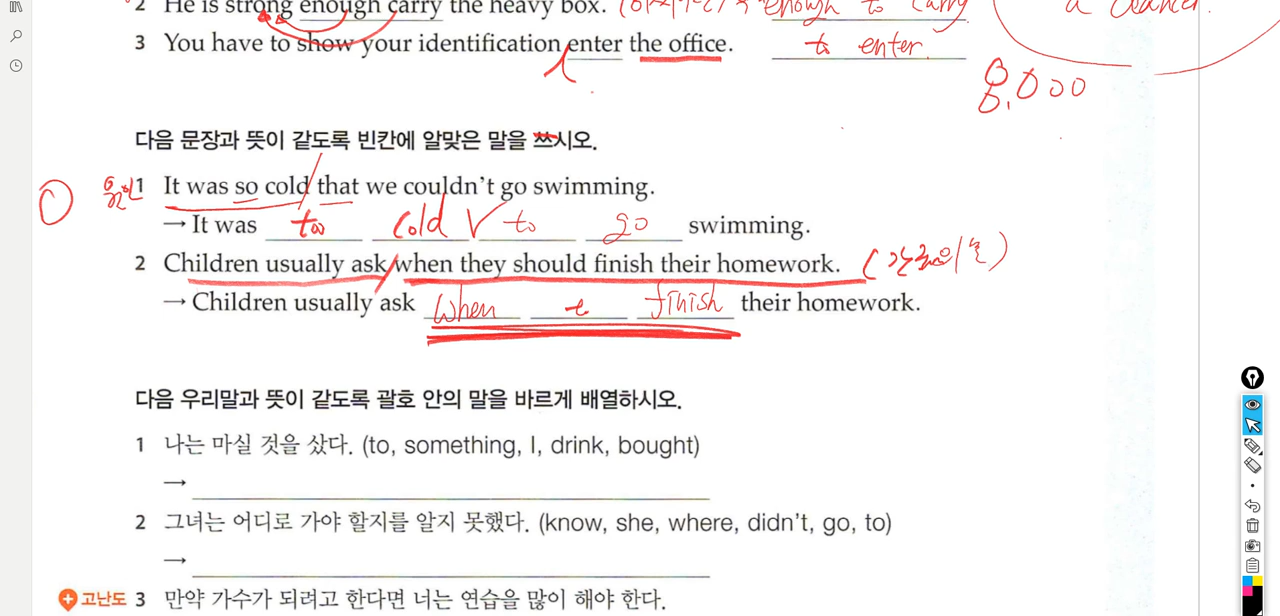 2 He is strong enough carry the heavy box. enough to carry a dancer.
3 You have to show your identification enter the office. to enter.
8,000
다음 문장과 뜻이 같도록 빈칸에 알맞은 말을 쓰시오.
1 It was so cold that we couldn't go swimming.
→ It was to cold to go swimming.
2 Children usually ask when they should finish their homework.
→ Children usually ask when to finish their homework.
다음 우리말과 뜻이 같도록 괄호 안의 말을 바르게 배열하시오.
1 나는 마실 것을 샀다. (to, something, I, drink, bought)
→
2 그녀는 어디로 가야 할지를 알지 못했다. (know, she, where, didn't, go, to)
→
고난도 3 만약 가수가 되려고 한다면 너는 연습을 많이 해야 한다.